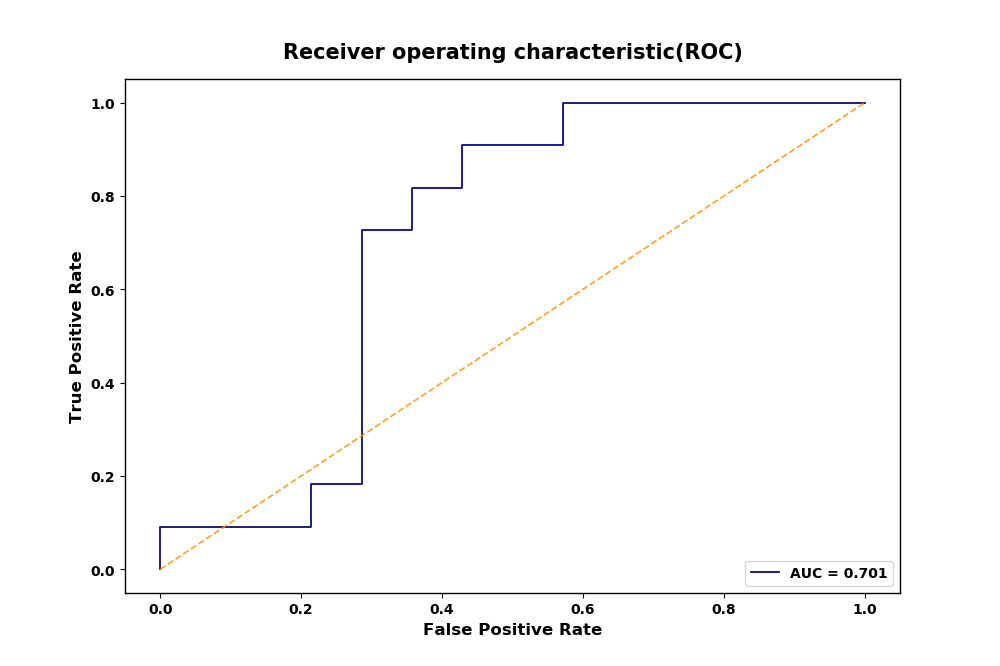 Receiver operating characteristic(ROC)
True Positive Rate
1.0
0.8
0.6
0.4
0.2
0.0
AUC = 0.701
0.0 0.2 0.4 0.6 0.8 1.0
False Positive Rate